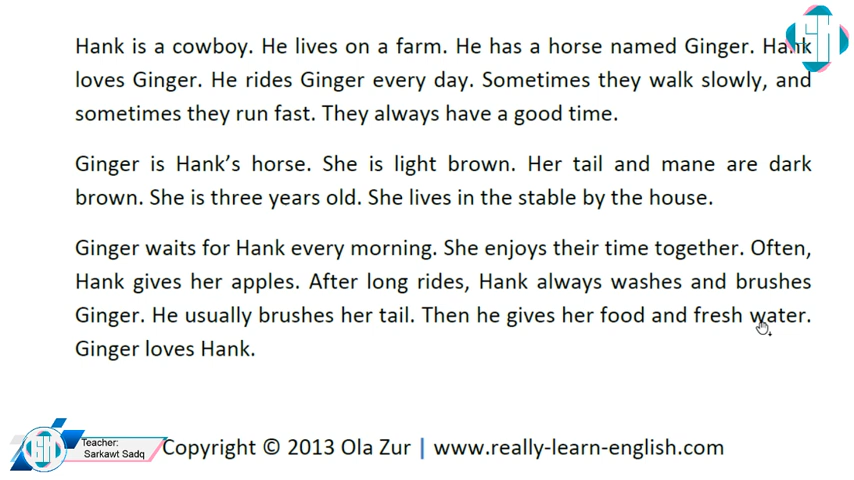 Hank is a cowboy. He lives on a farm. He has a horse named Ginger. Hank
loves Ginger. He rides Ginger every day. Sometimes they walk slowly, and
sometimes they run fast. They always have a good time.
Ginger is Hank’s horse. She is light brown. Her tail and mane are dark
brown. She is three years old. She lives in the stable by the house.
Ginger waits for Hank every morning. She enjoys their time together. Often,
Hank gives her apples. After long rides, Hank always washes and brushes
Ginger. He usually brushes her tail. Then he gives her food and fresh water.
Ginger loves Hank.
Teacher:
Sarkawt Sadq
Copyright © 2013 Ola Zur | www.really-learn-english.com